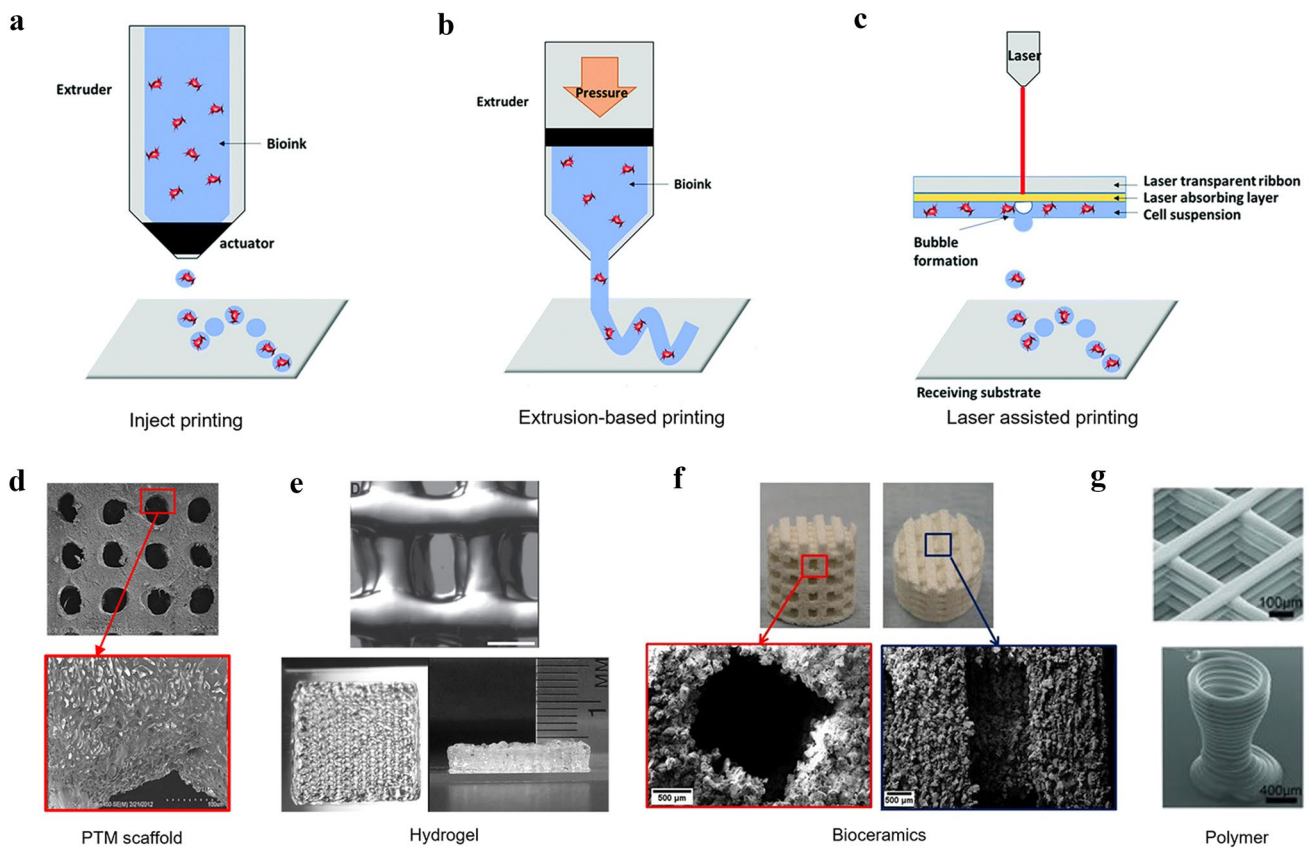 a
b
c
Extruder
Bioink
actuator
Inject printing
Extruder
Pressure
Bioink
Extrusion-based printing
Laser
Laser transparent ribbon
Laser absorbing layer
Cell suspension
Bubble
formation
Receiving substrate
Laser assisted printing
d
e
f
g
PTM scaffold
D
MM
1
Hydrogel
500 µm
500 µm
Bioceramics
100µm
400µm
Polymer